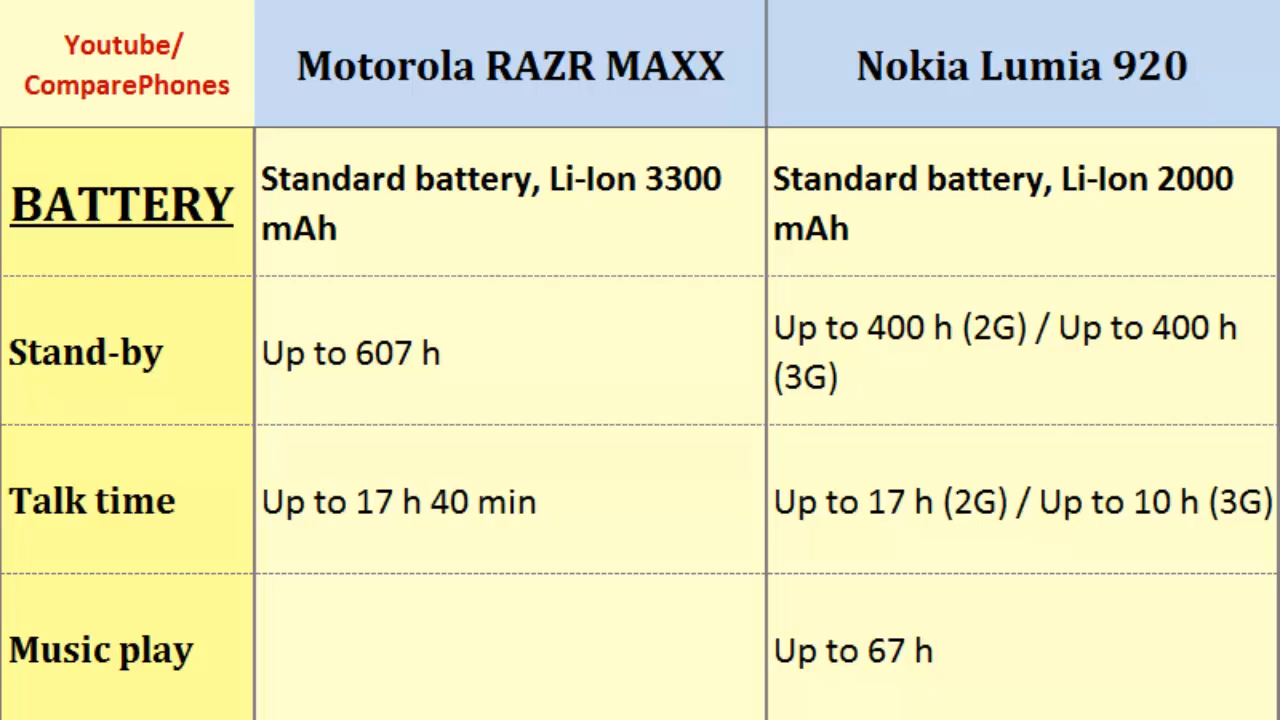 Youtube/
ComparePhones
Motorola RAZR MAXX
Nokia Lumia 920
BATTERY
Standard battery, Li-Ion 3300
mAh
Standard battery, Li-Ion 2000
mAh
Stand-by
Up to 607 h
Up to 400 h (2G) / Up to 400 h
(3G)
Talk time
Up to 17 h 40 min
Up to 17 h (2G) / Up to 10 h (3G)
Music play
Up to 67 h